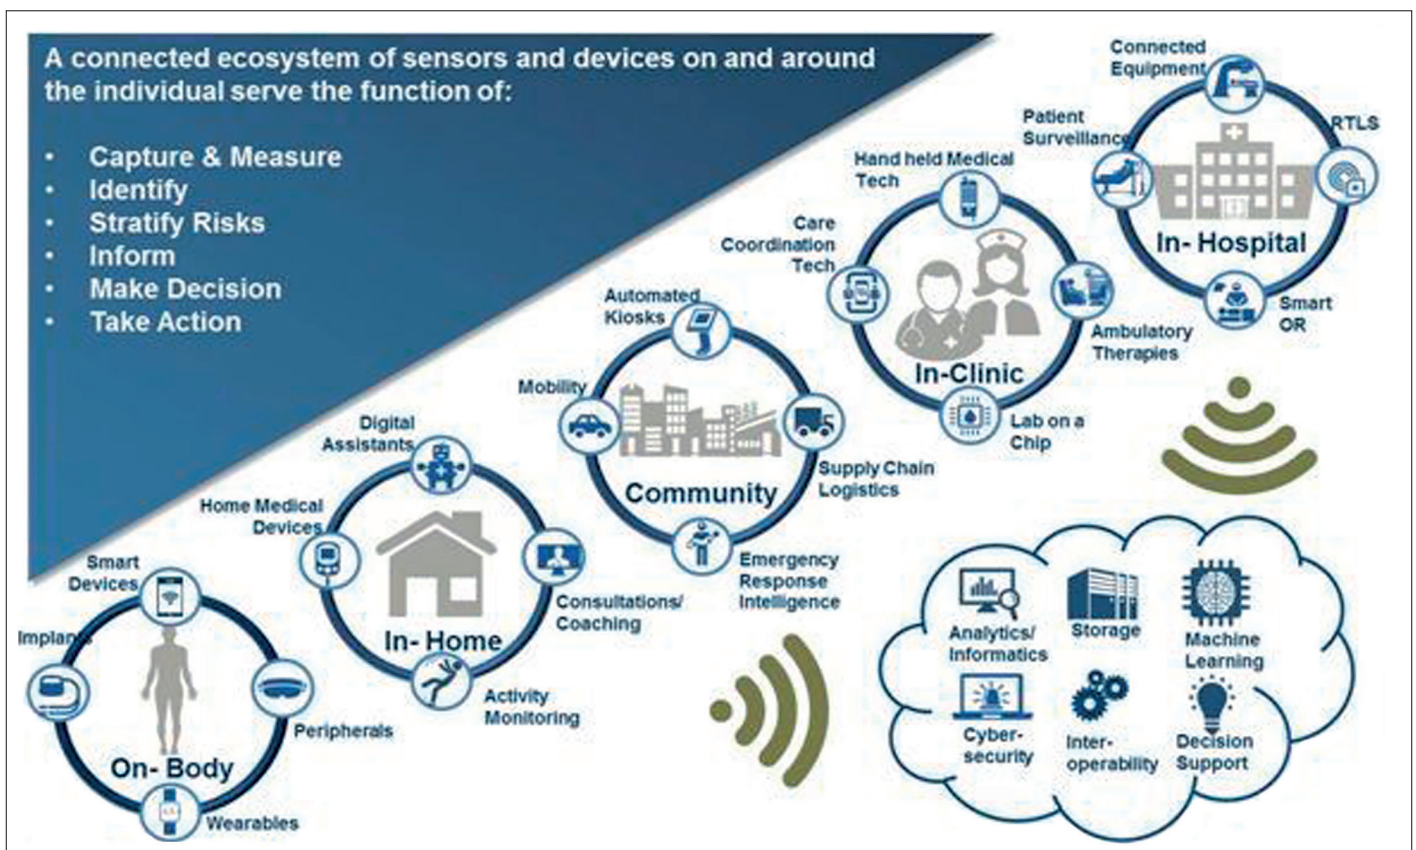 A connected ecosystem of sensors and devices on and around
the individual serve the function of:
• Capture & Measure
• Identify
• Stratify Risks
• Inform
• Make Decision
• Take Action
Connected
Equipment
Patient
Surveillance
RTLS
In- Hospital
Smart
OR
Hand held Medical
Tech
Care
Coordination
Tech
Ambulatory
Therapies
In-Clinic
Lab on a
Chip
Automated
Kiosks
Mobility
Supply Chain
Logistics
Community
Emergency
Response
Intelligence
Digital
Assistants
Home Medical
Devices
Consultations/
Coaching
In- Home
Activity
Monitoring
Smart
Devices
Implants
Peripherals
On- Body
Wearables
Analytics/
Informatics
Storage
Machine
Learning
Cyber-
security
Inter-
operability
Decision
Support